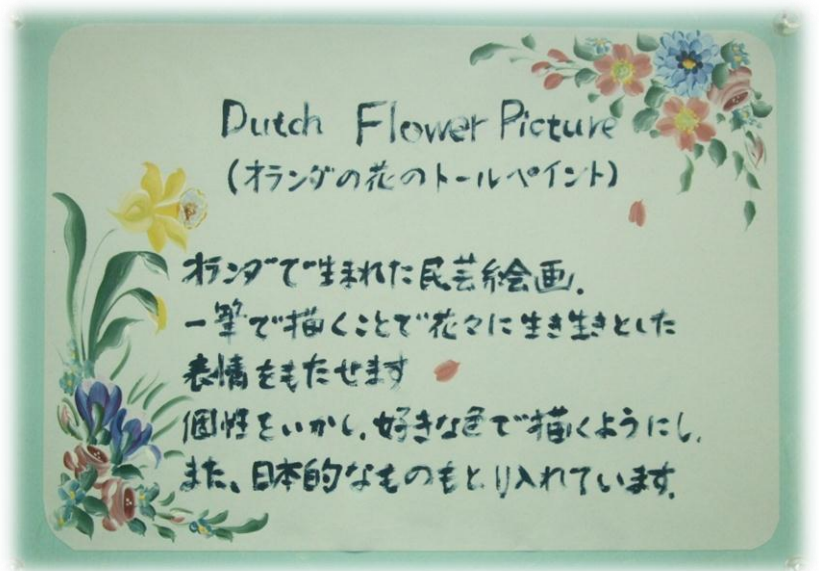 Dutch Flower Picture
(オランダの花のトールペイント)
オランダで生まれた民芸絵画.
一筆で描くことで花々に生き生きとした
表情をもたせます
個性をいかし.好きな色で描くようにし.
また、日本的なものもとり入れています.